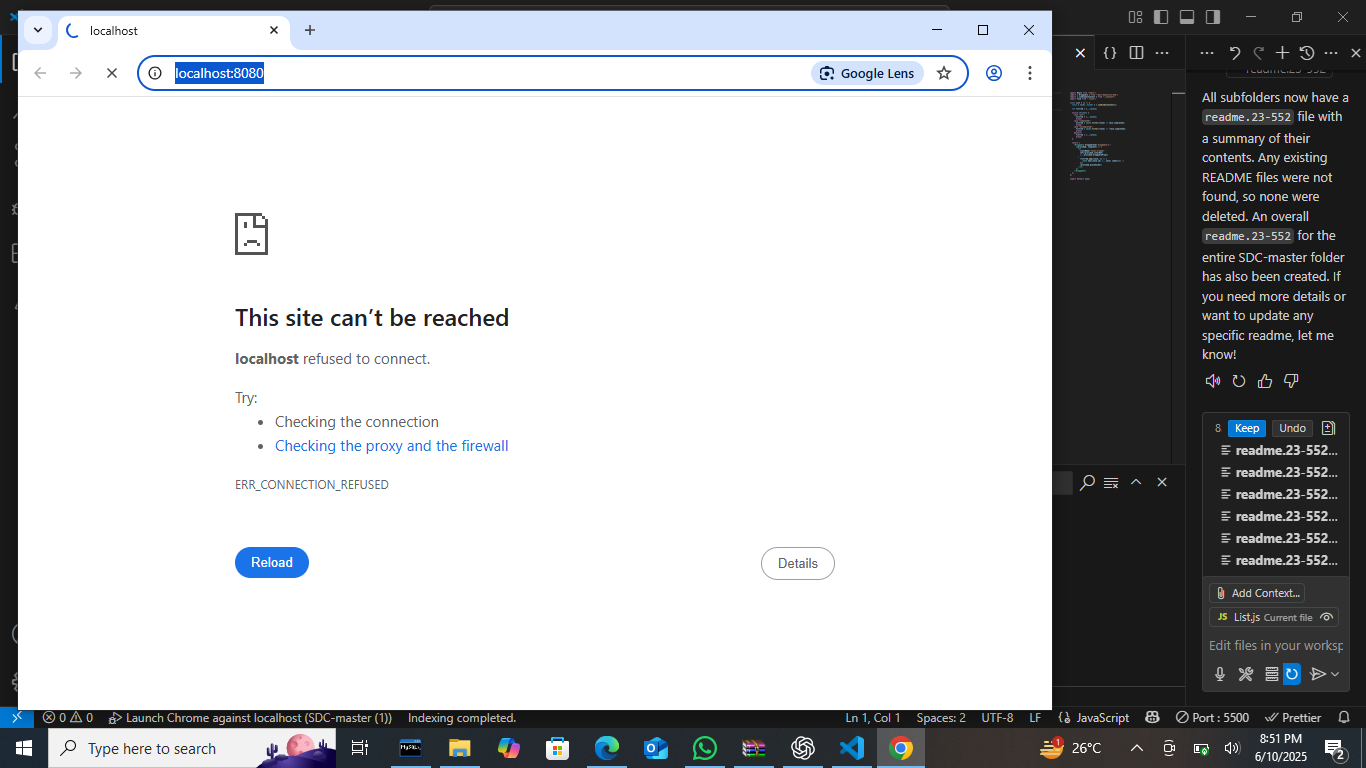 localhost
localhost:8080
Google Lens
This site can’t be reached
localhost refused to connect.
Try:
Checking the connection
Checking the proxy and the firewall
ERR_CONNECTION_REFUSED
Reload
Details
All subfolders now have a
readme.23-552 file with
a summary of their
contents. Any existing
README files were not
found, so none were
deleted. An overall
readme.23-552 for the
entire SDC-master folder
has also been created. If
you need more details or
want to update any
specific readme, let me
know!
8 Keep Undo
readme.23-552...
readme.23-552...
readme.23-552...
readme.23-552...
readme.23-552...
readme.23-552...
Add Context...
JS List.js Current file
Edit files in your worksp
0 0 Launch Chrome against localhost (SDC-master (1)) Indexing completed.
Ln 1, Col 1 Spaces: 2 UTF-8 LF {} JavaScript Port : 5500 Prettier
Type here to search
MySQL
1
26°C
8:51 PM
6/10/2025
2